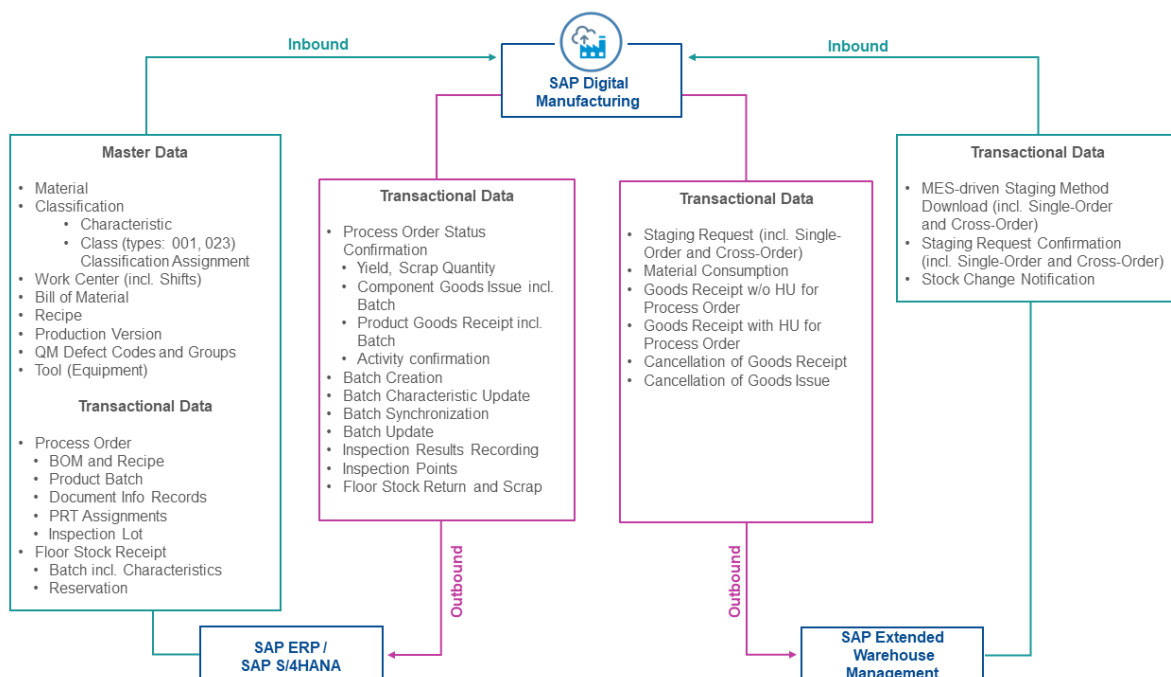 Inbound
Inbound
SAP Digital
Manufacturing
Master Data
• Material
• Classification
• Characteristic
• Class (types: 001, 023)
Classification Assignment
• Work Center (incl. Shifts)
• Bill of Material
• Recipe
• Production Version
• QM Defect Codes and Groups
• Tool (Equipment)
Transactional Data
• Process Order
• BOM and Recipe
• Product Batch
• Document Info Records
• PRT Assignments
• Inspection Lot
• Floor Stock Receipt
• Batch incl. Characteristics
• Reservation
Transactional Data
• Process Order Status
Confirmation
• Yield, Scrap Quantity
• Component Goods Issue incl.
Batch
• Product Goods Receipt incl.
Batch
• Activity confirmation
• Batch Creation
• Batch Characteristic Update
• Batch Synchronization
• Batch Update
• Inspection Results Recording
• Inspection Points
• Floor Stock Return and Scrap
Transactional Data
• Staging Request (incl. Single-
Order and Cross-Order)
• Material Consumption
• Goods Receipt w/o HU for
Process Order
• Goods Receipt with HU for
Process Order
• Cancellation of Goods Receipt
• Cancellation of Goods Issue
Transactional Data
• MES-driven Staging Method
Download (incl. Single-Order
and Cross-Order)
• Staging Request Confirmation
(incl. Single-Order and Cross-Order)
• Stock Change Notification
Outbound
Outbound
SAP ERP /
SAP S/4HANA
SAP Extended
Warehouse
Management